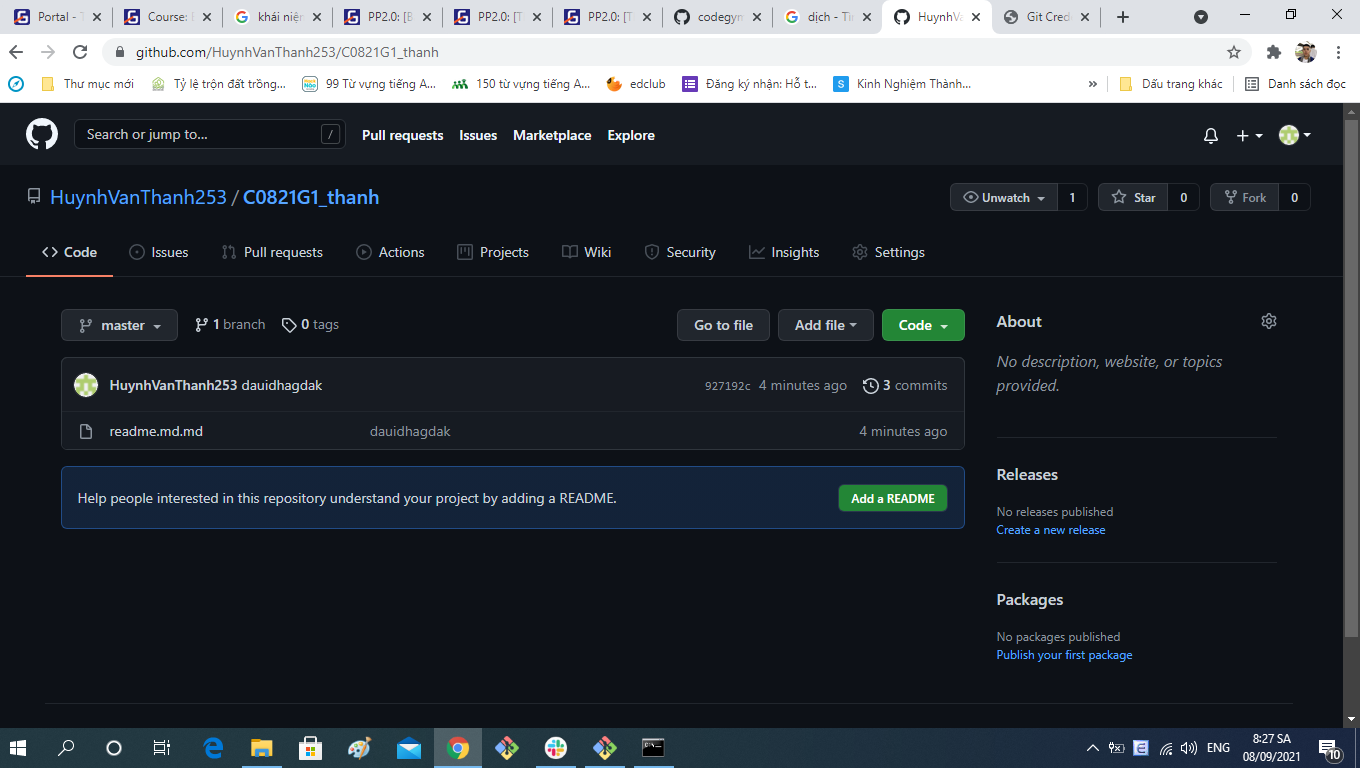 Portal - T
Course: I
khái niện
PP2.0: [B
PP2.0: [T
PP2.0: [T
codegyn
dịch - Tì
HuynhVa
Git Cred
github.com/HuynhVanThanh253/C0821G1_thanh
Thư mục mới
Tỷ lệ trộn đất trồng...
99 Từ vựng tiếng A...
150 từ vựng tiếng A...
edclub
Đăng ký nhận: Hỗ t...
Kinh Nghiệm Thành...
»
Dấu trang khác
Danh sách đọc
Search or jump to...
/
Pull requests
Issues
Marketplace
Explore
HuynhVanThanh253 / C0821G1_thanh
Unwatch
1
Star
0
Fork
0
Code
Issues
Pull requests
Actions
Projects
Wiki
Security
Insights
Settings
master
1 branch
0 tags
Go to file
Add file
Code
HuynhVanThanh253 dauidhagdak
927192c
4 minutes ago
3 commits
readme.md.md
dauidhagdak
4 minutes ago
Help people interested in this repository understand your project by adding a README.
Add a README
About
No description, website, or topics
provided.
Releases
No releases published
Create a new release
Packages
No packages published
Publish your first package
ENG
8:27 SA
08/09/2021
10